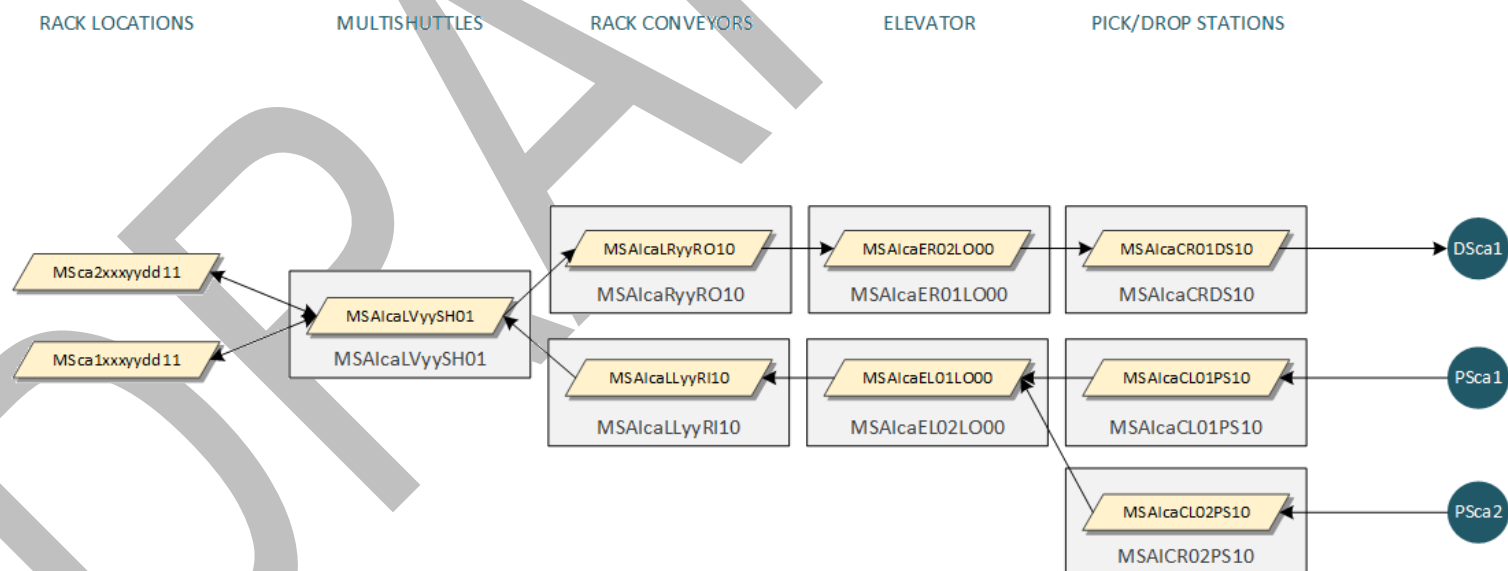 RACK LOCATIONS
MULTISHUTTLES
RACK CONVEYORS
ELEVATOR
PICK/DROP STATIONS
MSca2xxxyydd11
MSca1xxxyydd11
MSAIcaLVyySH01
MSAIcaLVyySH01
MSAIcaLRyyRO10
MSAIcaRyyRO10
MSAIcaER02LO00
MSAIcaER01LO00
MSAIcaCR01DS10
MSAIcaCRDS10
DSca1
MSAIcaLLyyRI10
MSAIcaLLyyRI10
MSAIcaEL01LO00
MSAIcaEL02LO00
MSAIcaCL01PS10
MSAIcaCL01PS10
PSca1
MSAIcaCL02PS10
MSAICR02PS10
PSca2